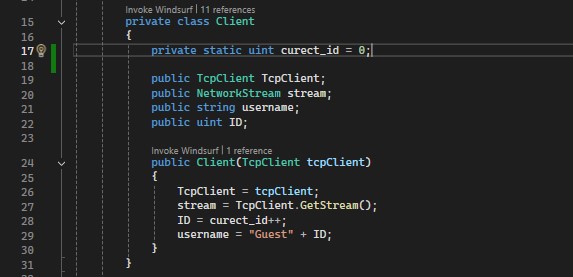 Invoke Windsurf | 11 references
15 private class Client
16 {
17 private static uint curect_id = 0;
18
19 public TcpClient TcpClient;
20 public NetworkStream stream;
21 public string username;
22 public uint ID;
23
Invoke Windsurf | 1 reference
24 public Client(TcpClient tcpClient)
25 {
26 TcpClient = tcpClient;
27 stream = TcpClient.GetStream();
28 ID = curect_id++;
29 username = "Guest" + ID;
30 }
31 }